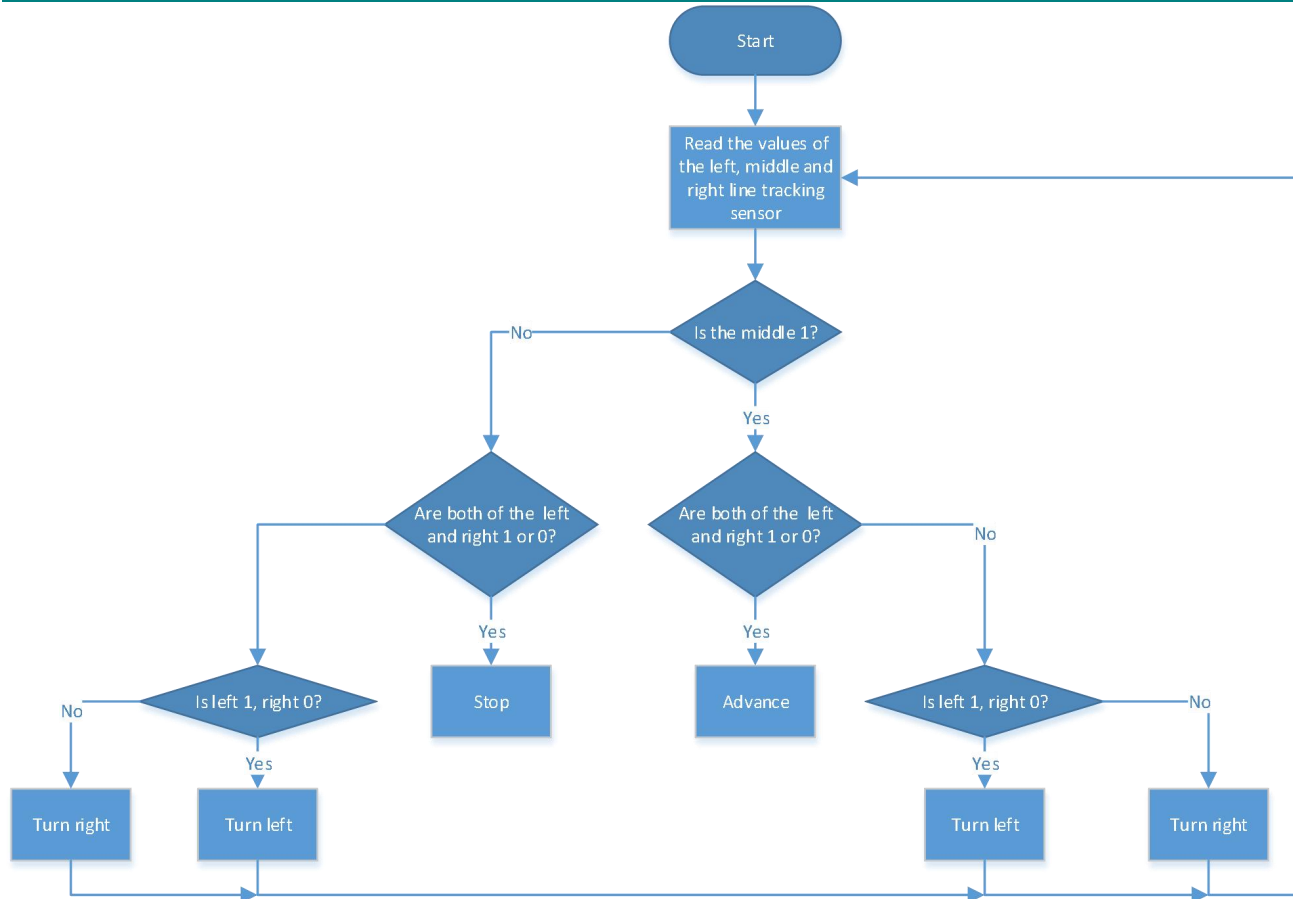 Start
Read the values of
the left, middle and
right line tracking
sensor
Is the middle 1?
No
Yes
Are both of the left
and right 1 or 0?
Are both of the left
and right 1 or 0?
No
Yes
Yes
Is left 1, right 0?
Stop
Advance
Is left 1, right 0?
No
No
Yes
Yes
Turn right
Turn left
Turn left
Turn right